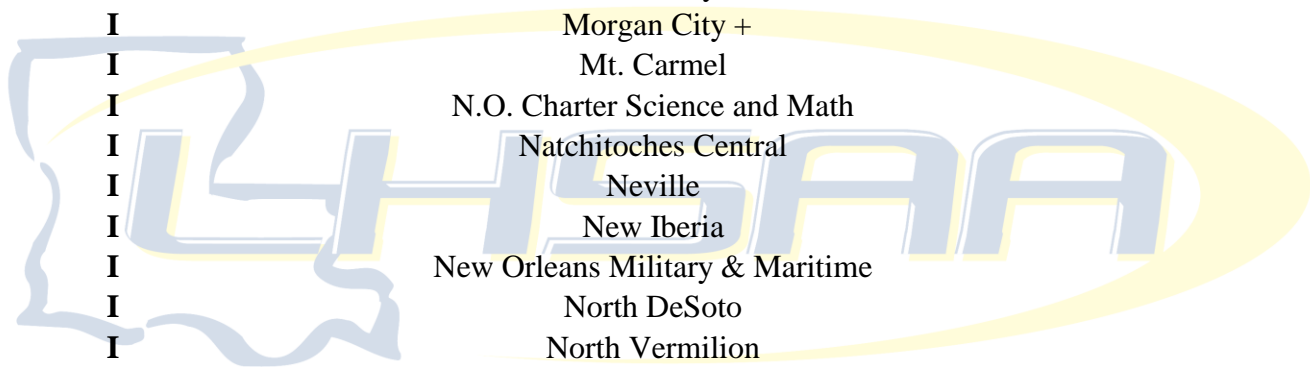 I Morgan City +
I Mt. Carmel
I N.O. Charter Science and Math
I Natchitoches Central
I Neville
I New Iberia
I New Orleans Military & Maritime
I North DeSoto
I North Vermilion
LHSAA